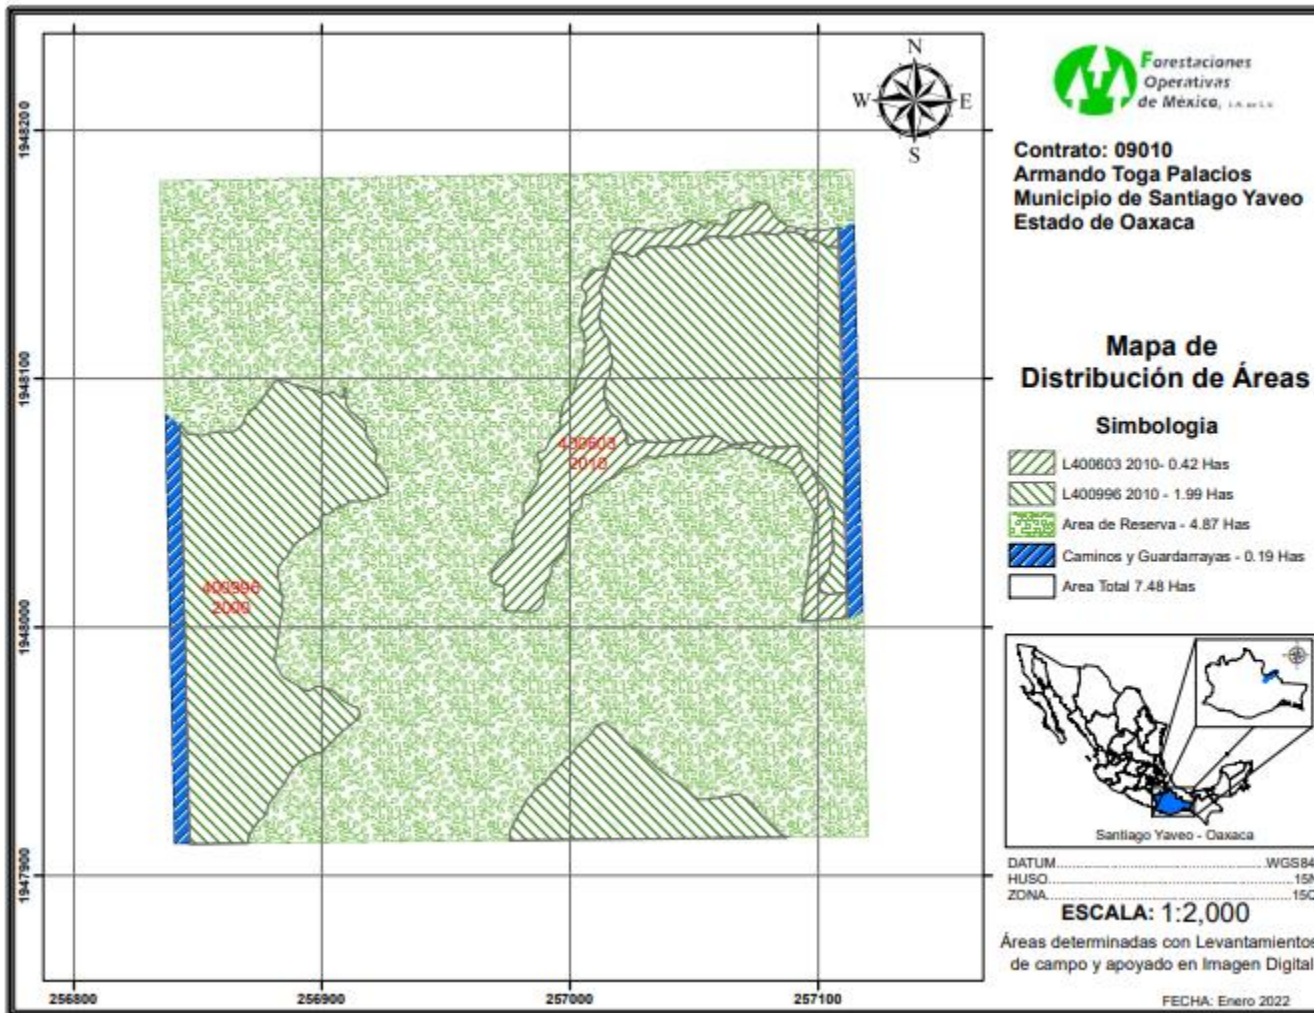 N
W E
S
1948200
1948100
1948000
1947900
256800 256900 257000 257100
400603
2010
400996
Forestaciones
Operativas
de México,
Contrato: 09010
Armando Toga Palacios
Municipio de Santiago Yaveo
Estado de Oaxaca
Mapa de
Distribución de Áreas
Simbologia
L400603 2010- 0.42 Has
L400996 2010 - 1.99 Has
Area de Reserva - 4.87 Has
Caminos y Guardarrayas - 0.19 Has
Area Total 7.48 Has
Santiago Yaveo - Oaxaca
DATUM WGS84
HUSO 15N
ZONA
ESCALA: 1:2,000
Áreas determinadas con Levantamientos
de campo y apoyado en Imagen Digital
FECHA: Enero 2022